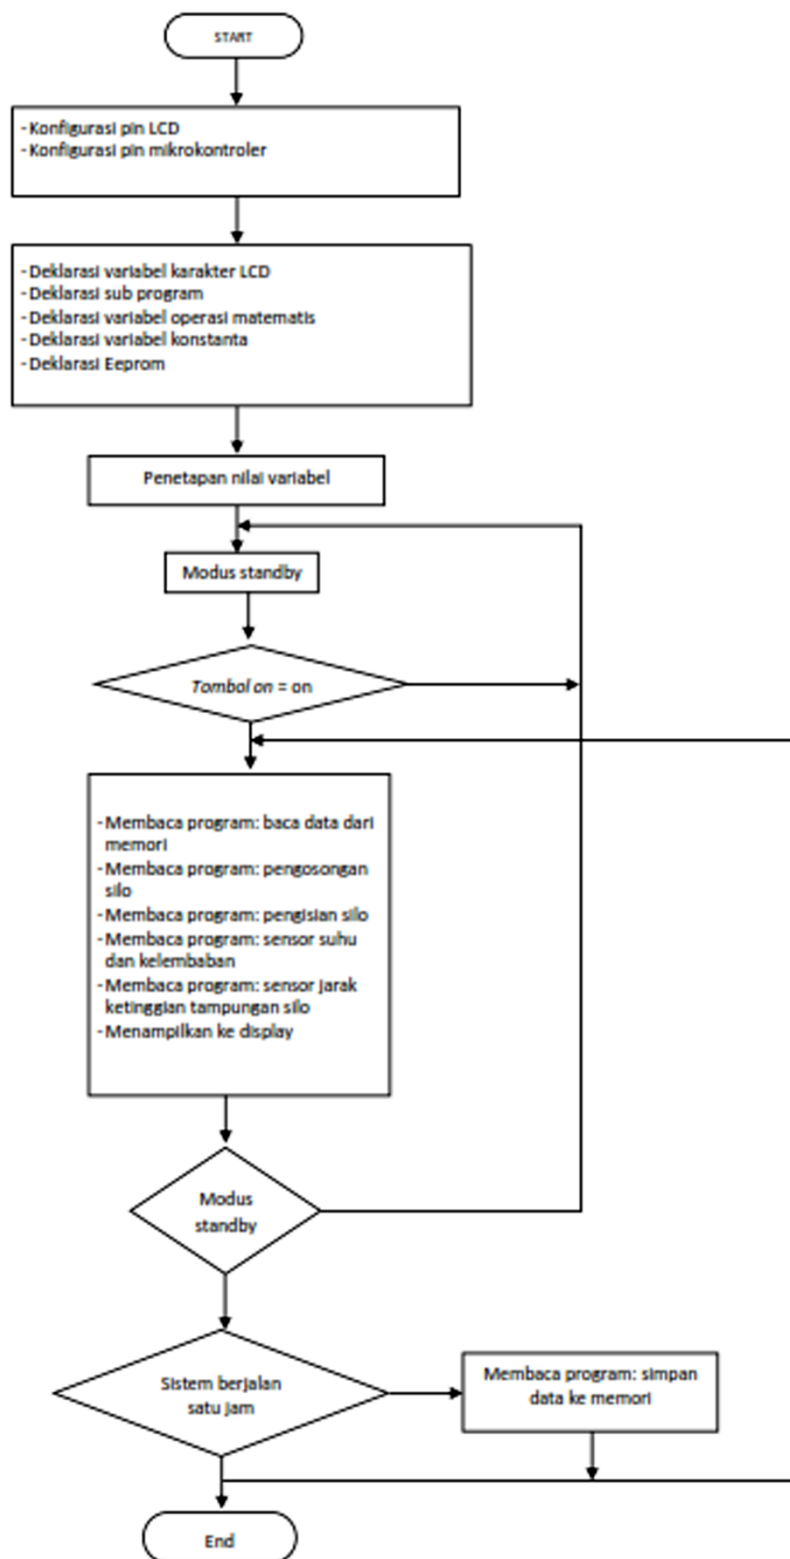 START
-Konfigurasi pin LCD
-Konfigurasi pin mikrokontroler
-Deklarasi variabel karakter LCD
-Deklarasi sub program
-Deklarasi variabel operasi matematis
-Deklarasi variabel konstanta
-Deklarasi Eeprom
Penetapan nilai variabel
Modus standby
Tombol on = on
-Membaca program: baca data dari
memori
-Membaca program: pengosongan
silo
-Membaca program: pengisian silo
-Membaca program: sensor suhu
dan kelembaban
-Membaca program: sensor jarak
ketinggian tampungan silo
-Menampilkan ke display
Modus
standby
Sistem berjalan
satu jam
Membaca program: simpan
data ke memori
End